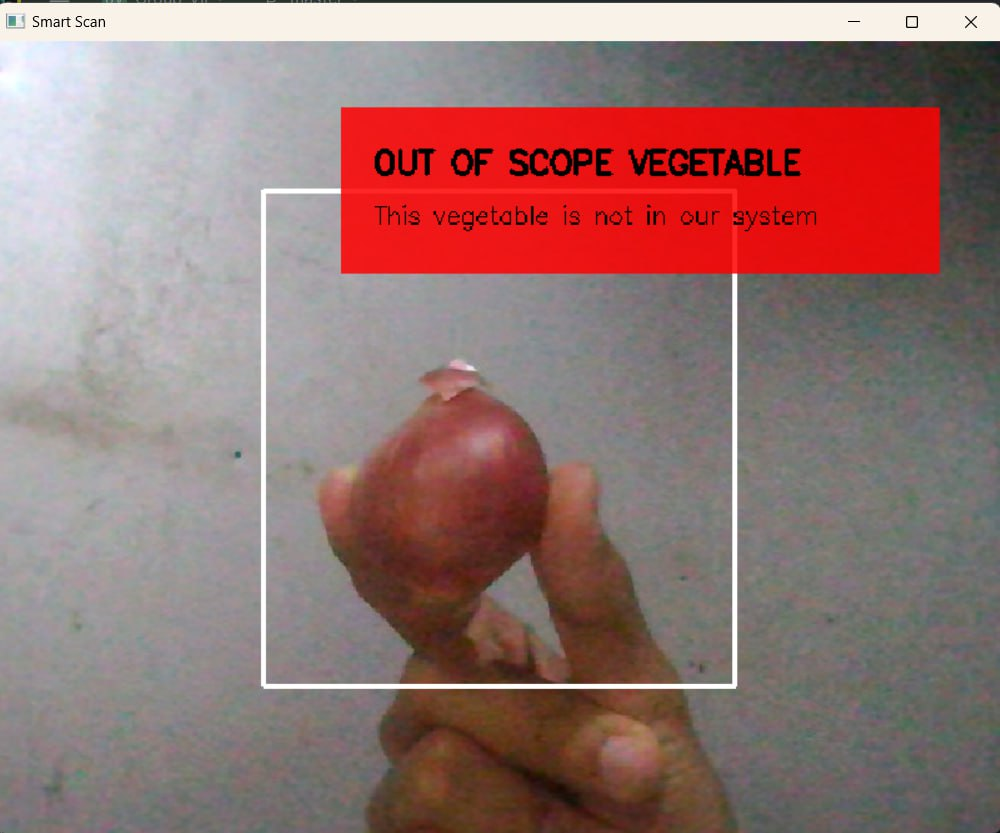 Smart Scan
OUT OF SCOPE VEGETABLE
This vegetable is not in our system